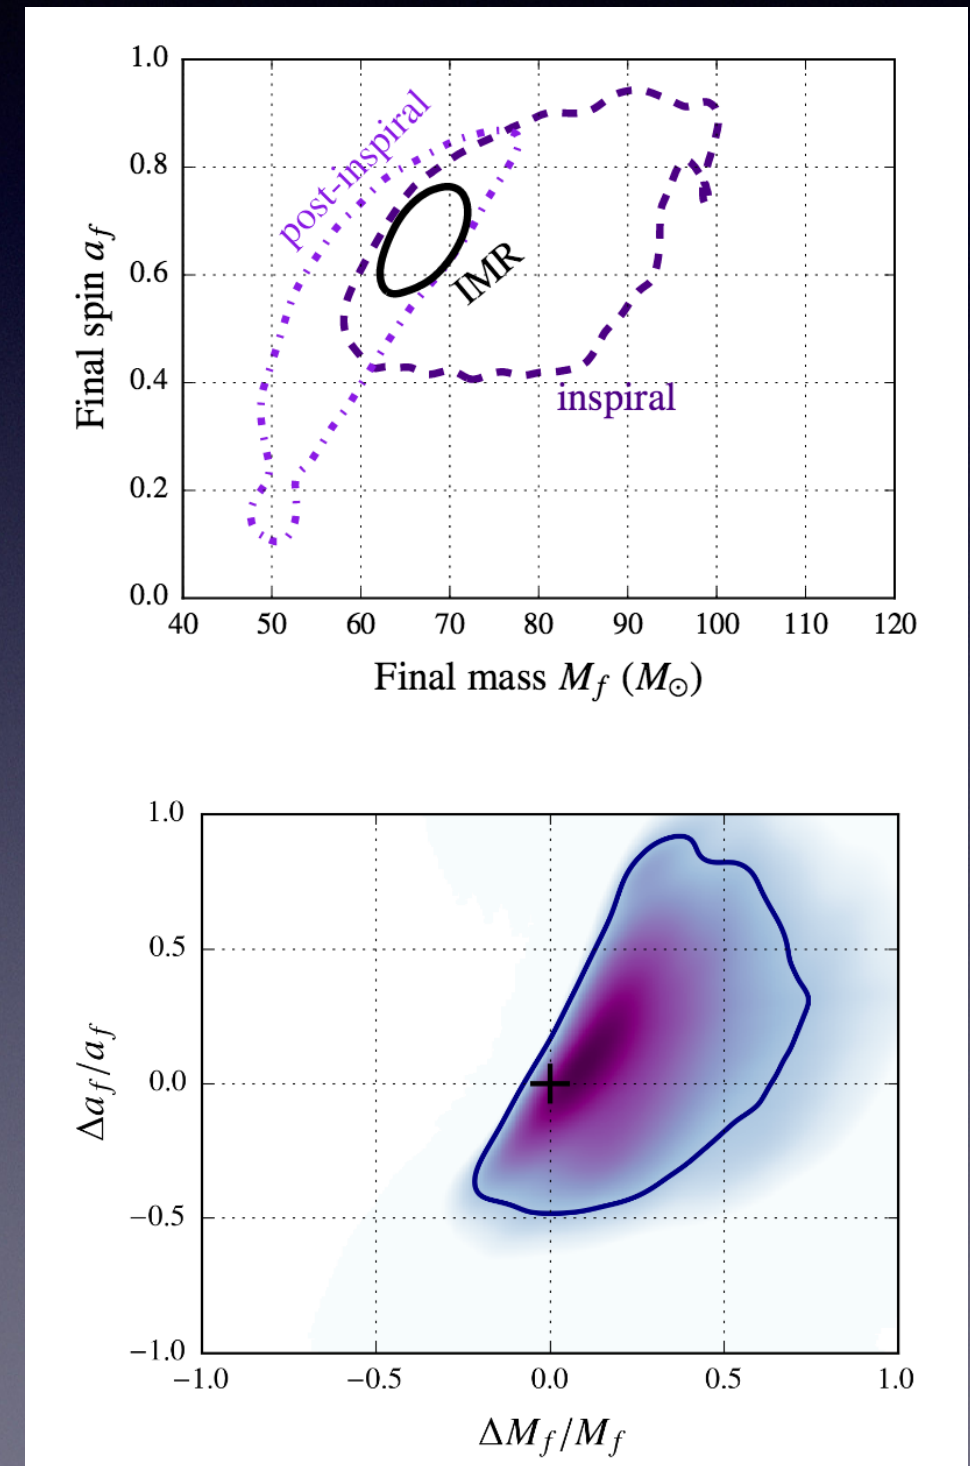 1.0
0.8
0.6
0.4
0.2
0.0
Final spin a_f
post-inspiral
IMR
inspiral
40 50 60 70 80 90 100 110 120
Final mass M_f (M_⊙)
1.0
0.5
0.0
−0.5
−1.0
Δa_f/a_f
−1.0 −0.5 0.0 0.5 1.0
ΔM_f/M_f